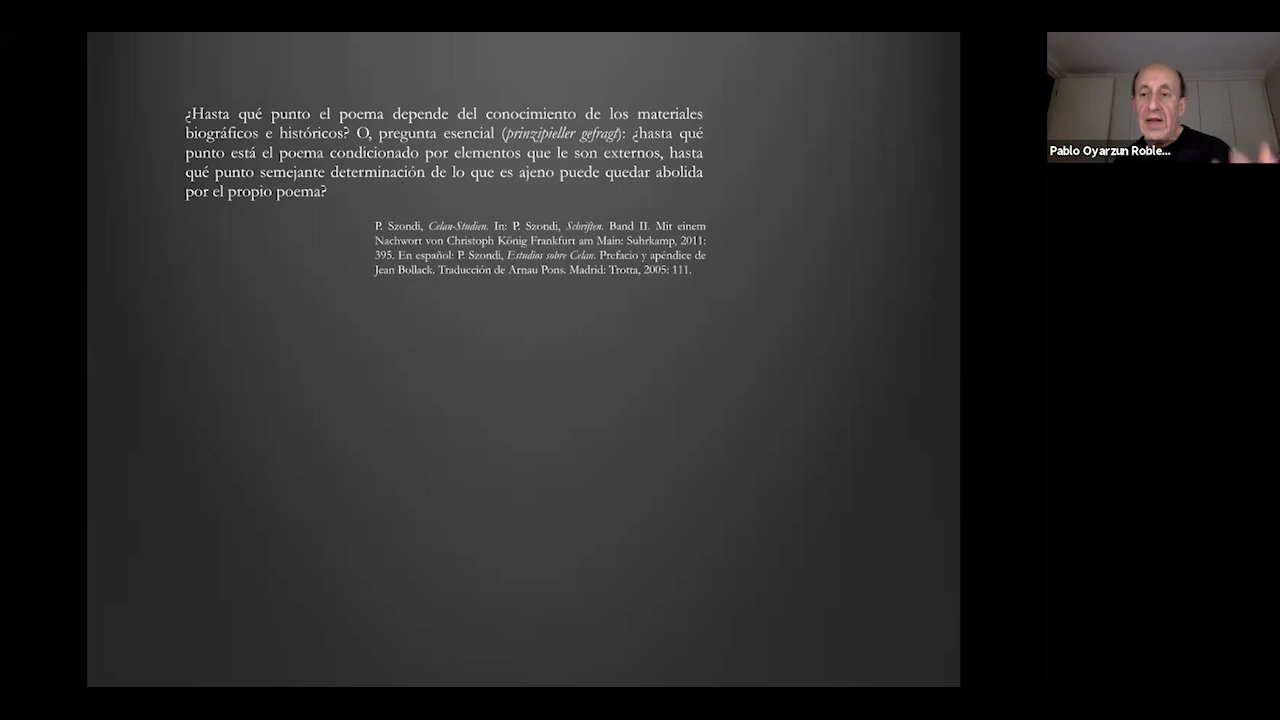 ¿Hasta qué punto el poema depende del conocimiento de los materiales
biográficos e históricos? O, pregunta esencial (prinzipieller gefragt): ¿hasta qué
punto está el poema condicionado por elementos que le son externos, hasta
qué punto semejante determinación de lo que es ajeno puede quedar abolida
por el propio poema?
P. Szondi, Celan-Studien. In: P. Szondi, Schriften. Band II. Mit einem
Nachwort von Christoph König Frankfurt am Main: Suhrkamp, 2011:
395. En español: P. Szondi, Estudios sobre Celan. Prefacio y apéndice de
Jean Bollack. Traducción de Arnau Pons. Madrid: Trotta, 2005: 111.
Pablo Oyarzun Roble...